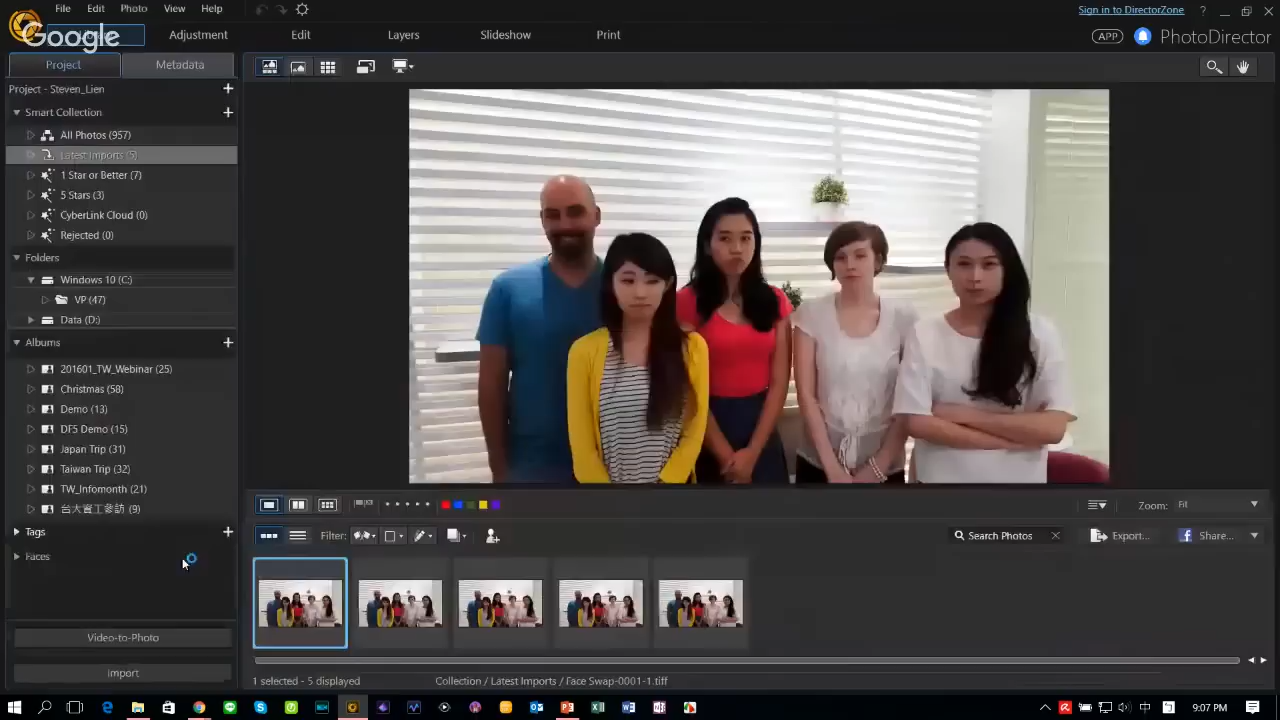 File Edit Photo View Help
Sign in to DirectorZone ?
Google
Adjustment Edit Layers Slideshow Print
APP PhotoDirector
Project Metadata
Project - Steven_Lien
Smart Collection
All Photos (957)
Latest Imports (5)
1 Star or Better (7)
5 Stars (3)
CyberLink Cloud (0)
Rejected (0)
Folders
Windows 10 (C:)
VP (47)
Data (D:)
Albums
201601_TW_Webinar (25)
Christmas (58)
Demo (13)
DF5 Demo (15)
Japan Trip (31)
Taiwan Trip (32)
TW_Infomonth (21)
台大實工參訪 (9)
Tags
Faces
Video-to-Photo
Import
Zoom: Fit
Filter:
Search Photos
Export...
Share...
1 selected - 5 displayed
Collection / Latest Imports / Face Swap-0001-1.tiff
中
9:07 PM